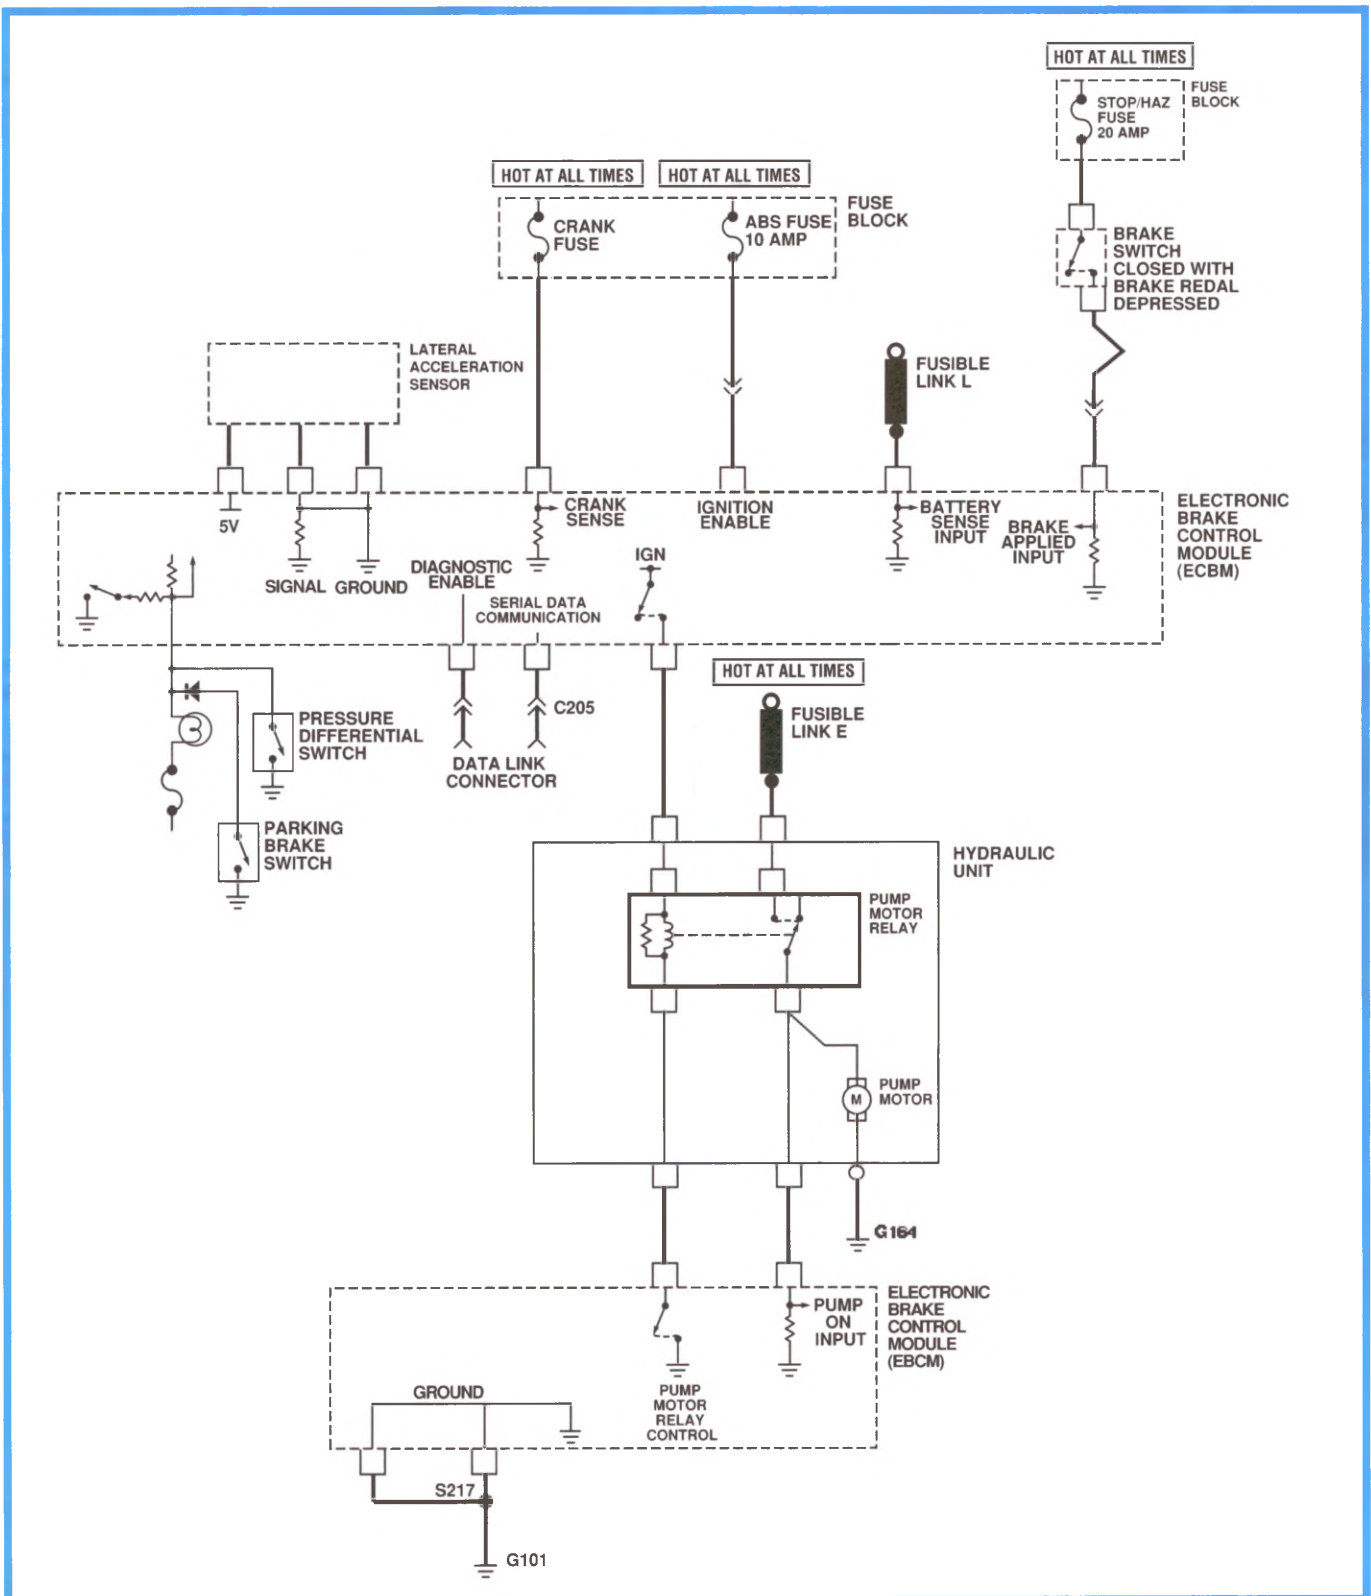 HOT AT ALL TIMES
STOP/HAZ
FUSE
20 AMP
FUSE
BLOCK
HOT AT ALL TIMES
HOT AT ALL TIMES
CRANK
FUSE
ABS FUSE
10 AMP
FUSE
BLOCK
BRAKE
SWITCH
CLOSED WITH
BRAKE REDAL
DEPRESSED
LATERAL
ACCELERATION
SENSOR
FUSIBLE
LINK L
5V
SIGNAL
GROUND
CRANK
SENSE
IGNITION
ENABLE
BATTERY
SENSE
INPUT
BRAKE
APPLIED
INPUT
ELECTRONIC
BRAKE
CONTROL
MODULE
(ECBM)
DIAGNOSTIC
ENABLE
SERIAL DATA
COMMUNICATION
IGN
HOT AT ALL TIMES
FUSIBLE
LINK E
C205
DATA LINK
CONNECTOR
PRESSURE
DIFFERENTIAL
SWITCH
PARKING
BRAKE
SWITCH
HYDRAULIC
UNIT
PUMP
MOTOR
RELAY
M
PUMP
MOTOR
G164
ELECTRONIC
BRAKE
CONTROL
MODULE
(EBCM)
PUMP
ON
INPUT
PUMP
MOTOR
RELAY
CONTROL
GROUND
S217
G101